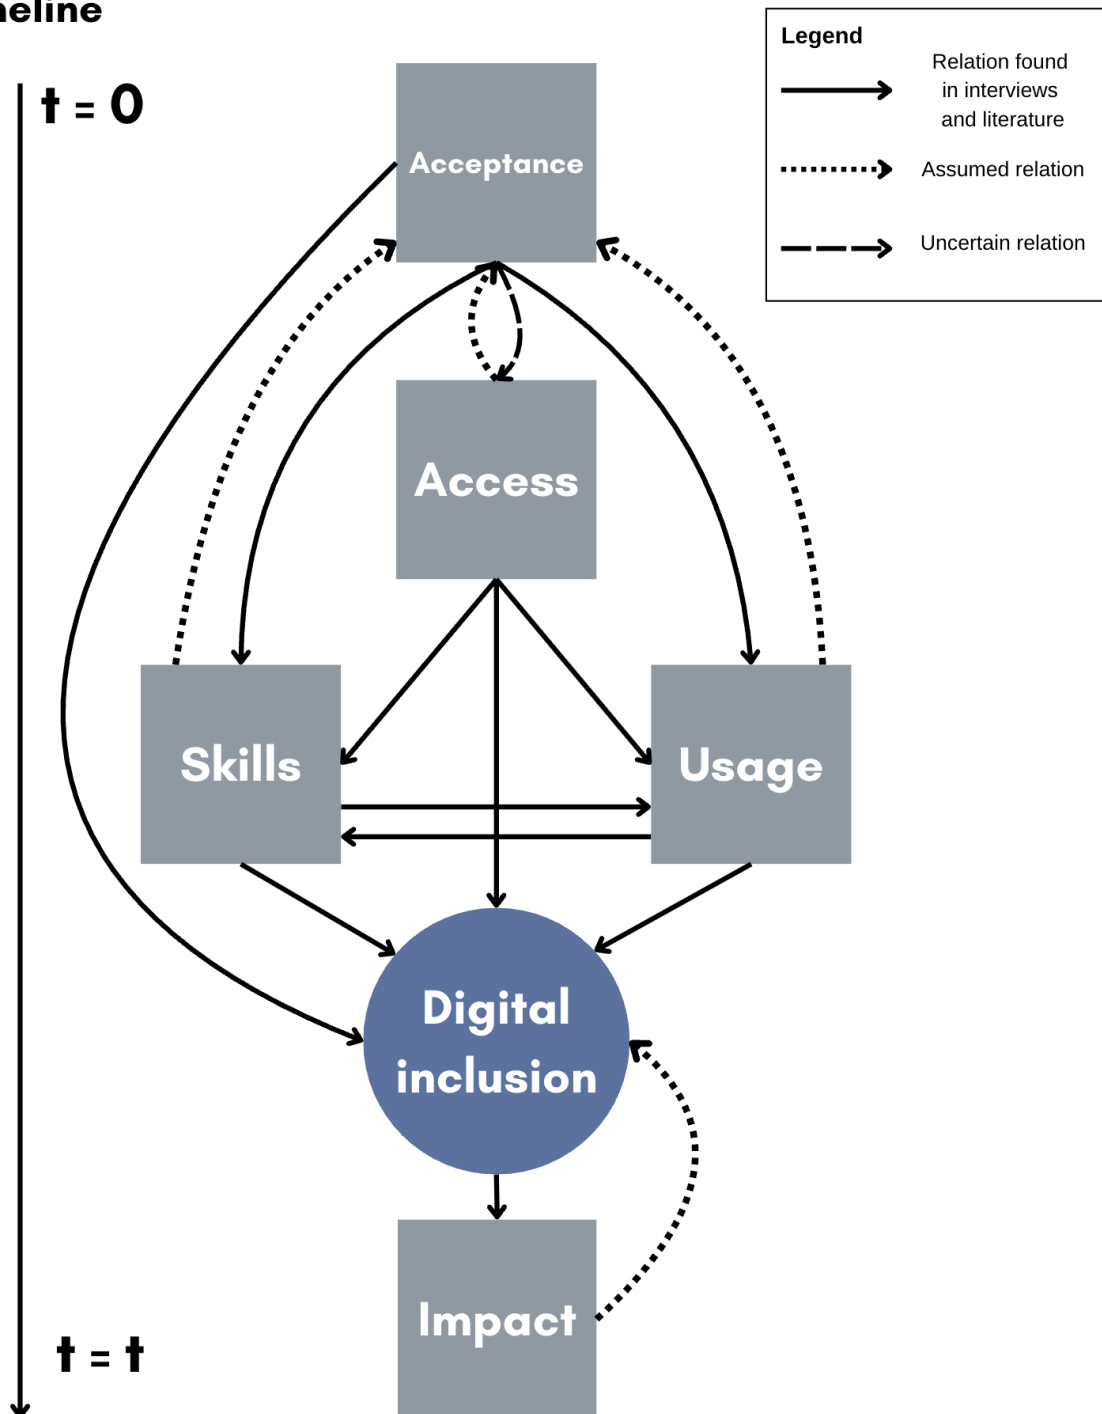 neline
t = 0
Legend
Relation found
in interviews
and literature
Assumed relation
Uncertain relation
Acceptance
Access
Skills
Usage
Digital
inclusion
Impact
t = t